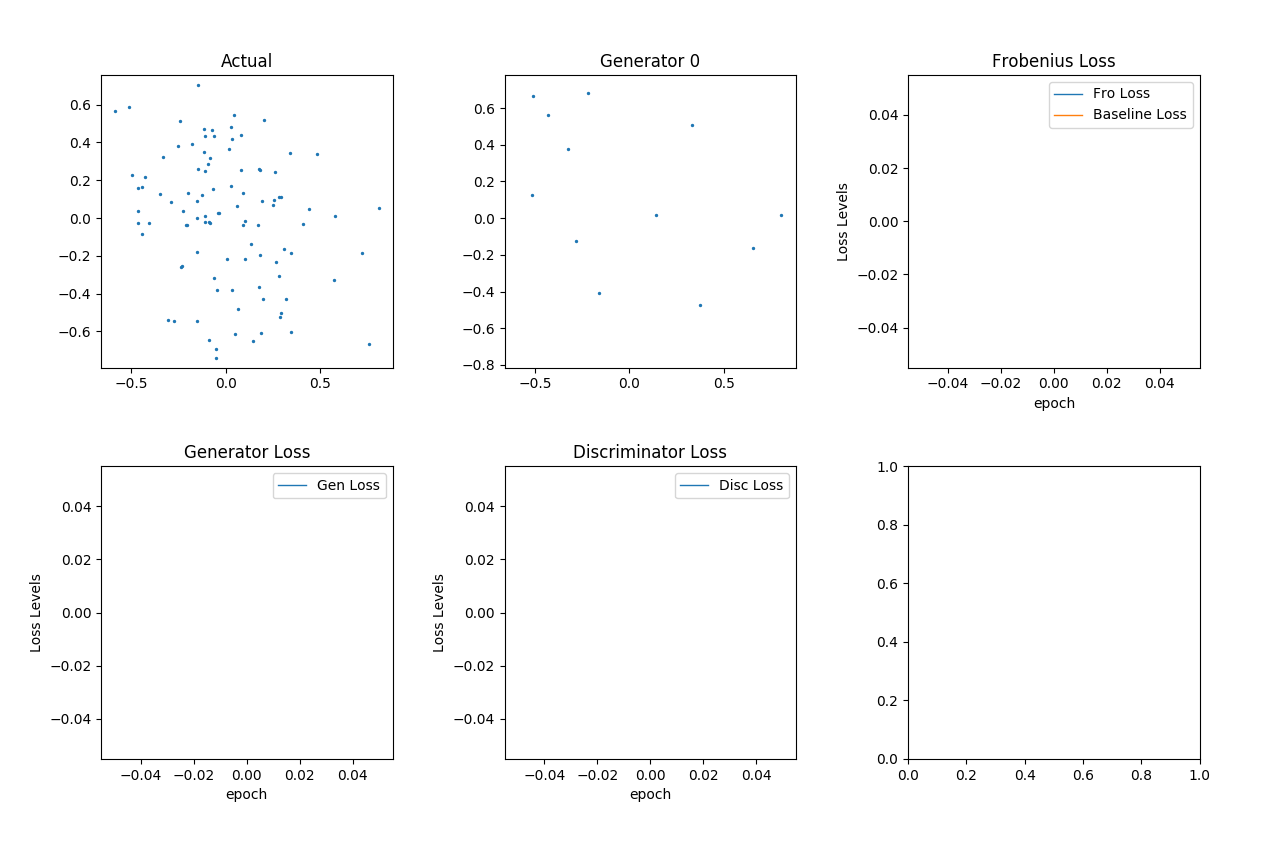 Actual
0.6
0.4
0.2
0.0
−0.2
−0.4
−0.6
−0.5 0.0 0.5
Generator 0
0.6
0.4
0.2
0.0
−0.2
−0.4
−0.6
−0.8
−0.5 0.0 0.5
Frobenius Loss
Fro Loss
Baseline Loss
Loss Levels
0.04
0.02
0.00
−0.02
−0.04
−0.04 −0.02 0.00 0.02 0.04
epoch
Generator Loss
Gen Loss
Loss Levels
0.04
0.02
0.00
−0.02
−0.04
−0.04 −0.02 0.00 0.02 0.04
epoch
Discriminator Loss
Disc Loss
Loss Levels
0.04
0.02
0.00
−0.02
−0.04
−0.04 −0.02 0.00 0.02 0.04
epoch
1.0
0.8
0.6
0.4
0.2
0.0
0.0 0.2 0.4 0.6 0.8 1.0